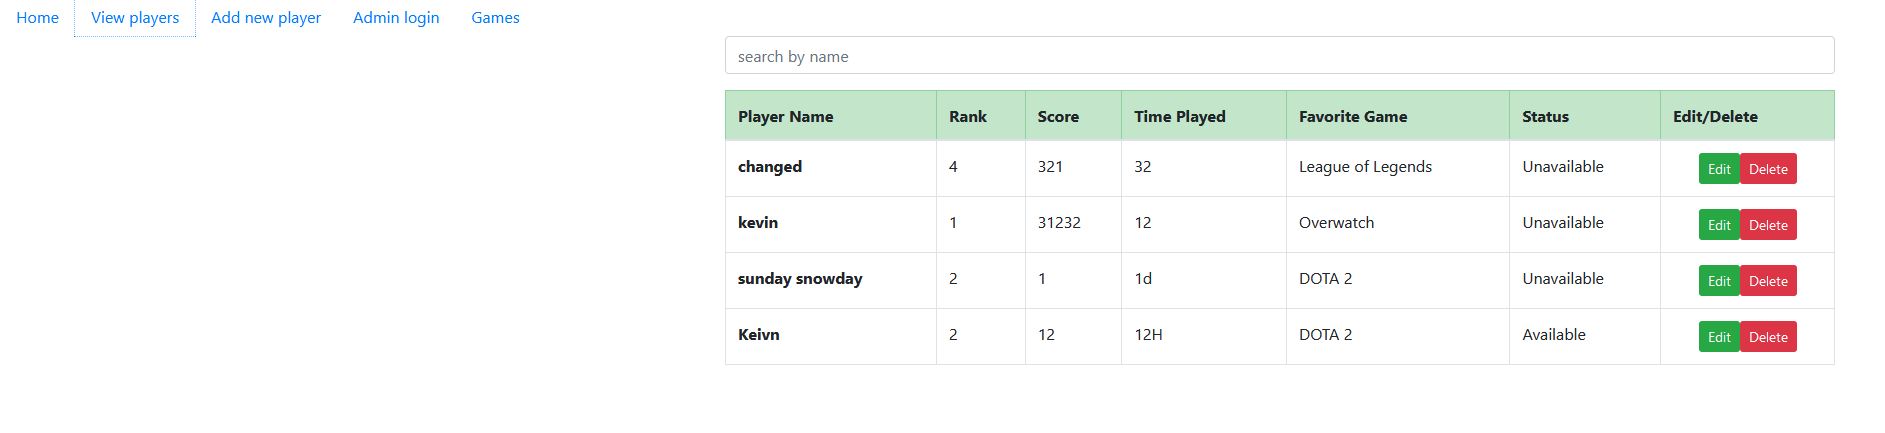 Home View players Add new player Admin login Games
search by name
Player Name Rank Score Time Played Favorite Game Status Edit/Delete
changed 4 321 32 League of Legends Unavailable Edit Delete
kevin 1 31232 12 Overwatch Unavailable Edit Delete
sunday snowday 2 1 1d DOTA 2 Unavailable Edit Delete
Keivn 2 12 12H DOTA 2 Available Edit Delete